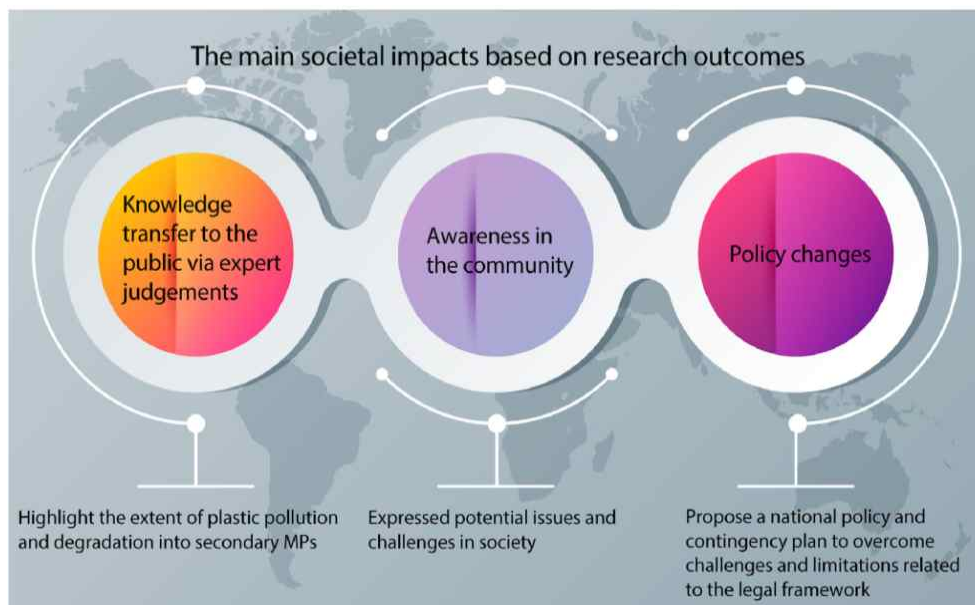 The main societal impacts based on research outcomes
Knowledge
transfer to the
public via expert
judgements
Awareness in
the community
Policy changes
Highlight the extent of plastic pollution
and degradation into secondary MPs
Expressed potential issues and
challenges in society
Propose a national policy and
contingency plan to overcome
challenges and limitations related
to the legal framework